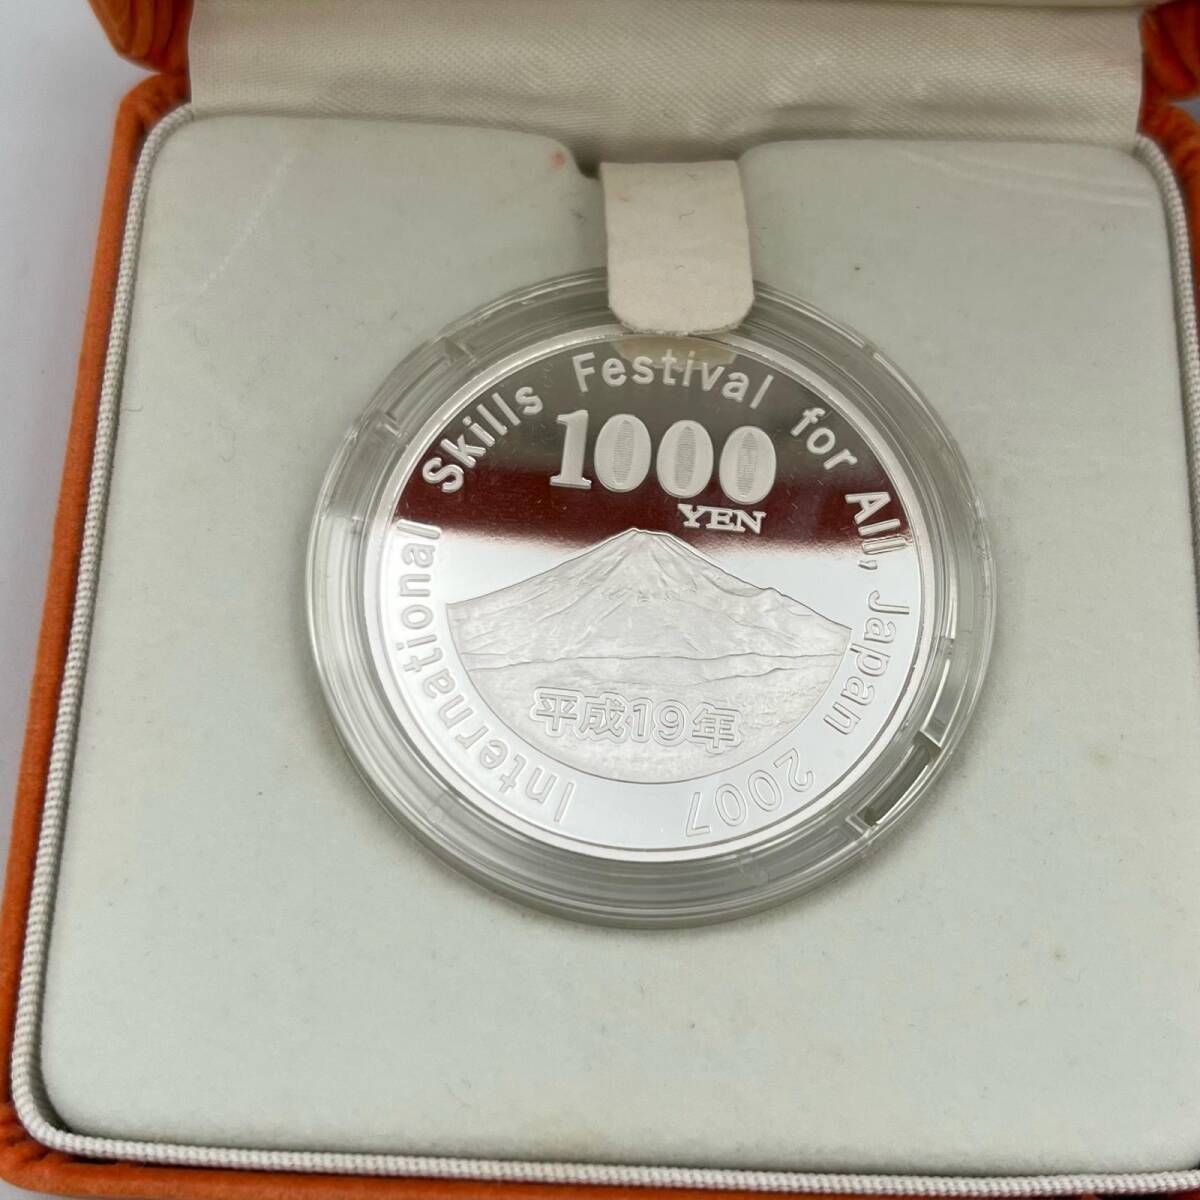 International Skills Festival for All, Japan 2007
1000
YEN
平成19年